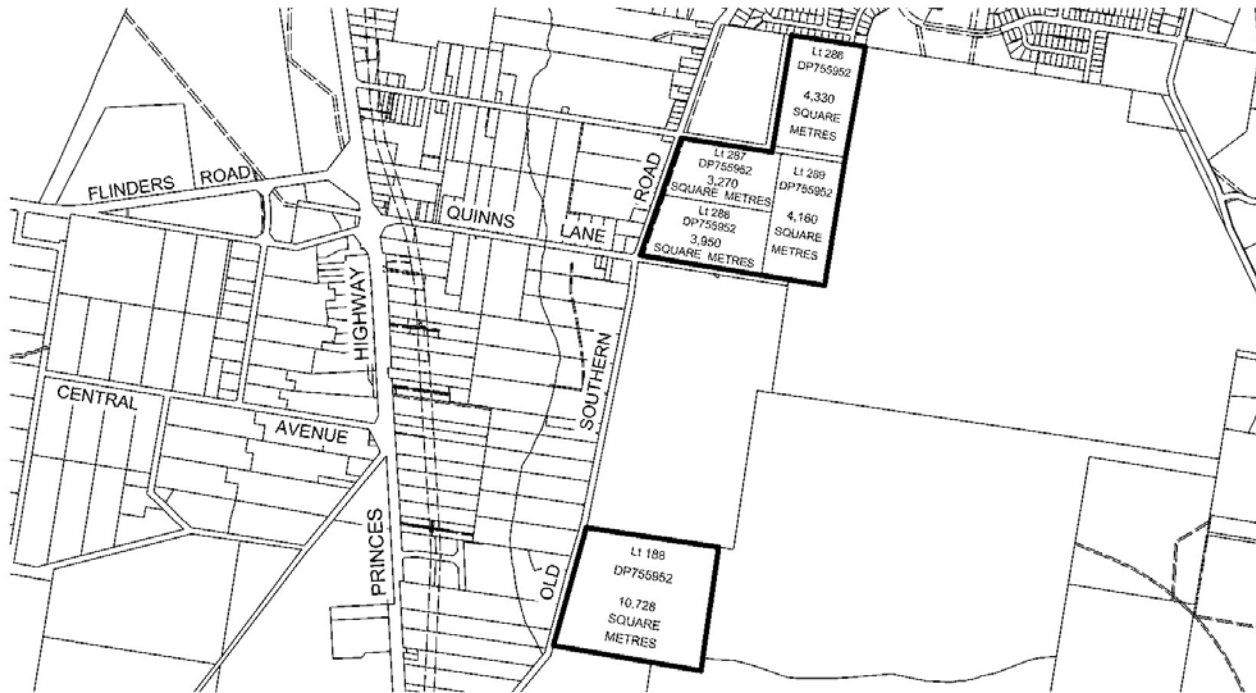 Lt 286
DP755952
4,330
SQUARE
METRES
Lt 287
DP755952
3,270
SQUARE METRES
Lt 289
DP755952
4,160
SQUARE
METRES
Lt 288
DP755952
3,950
SQUARE METRES
FLINDERS ROAD
QUINNS LANE
ROAD
HIGHWAY
SOUTHERN
CENTRAL
AVENUE
PRINCES
OLD
Lt 188
DP755952
10,728
SQUARE
METRES